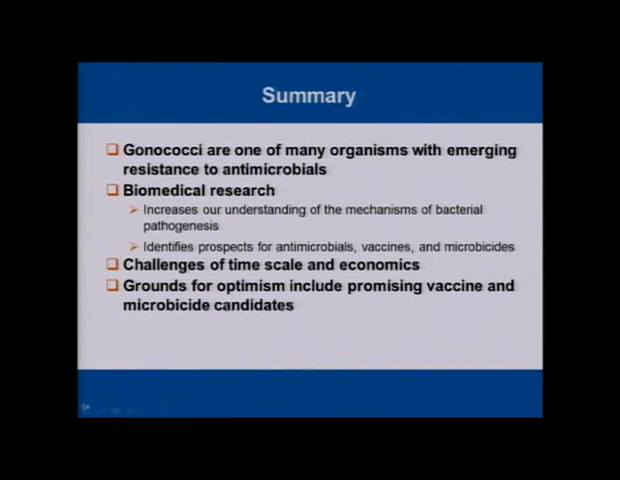 Summary
Gonococci are one of many organisms with emerging
resistance to antimicrobials
Biomedical research
Increases our understanding of the mechanisms of bacterial
pathogenesis
Identifies prospects for antimicrobials, vaccines, and microbicides
Challenges of time scale and economics
Grounds for optimism include promising vaccine and
microbicide candidates